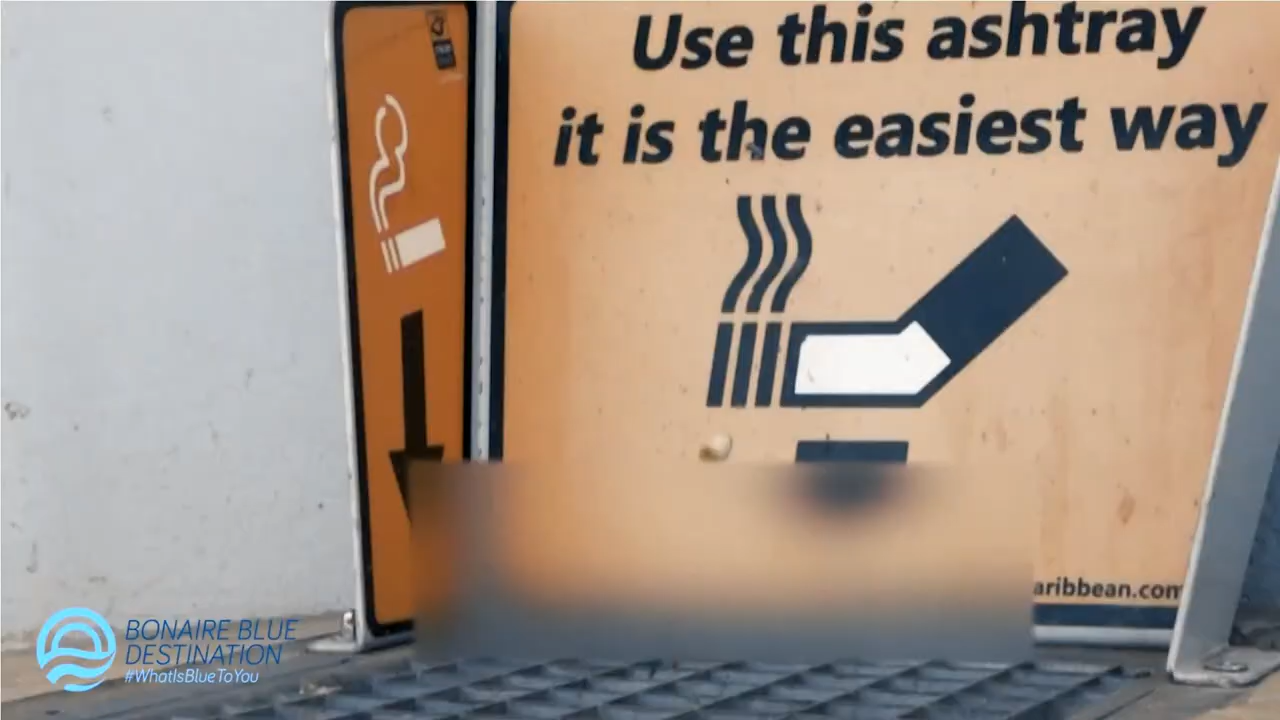 Use this ashtray
it is the easiest way
aribbean.com
BONAIRE BLUE
DESTINATION
#WhatIsBlueToYou